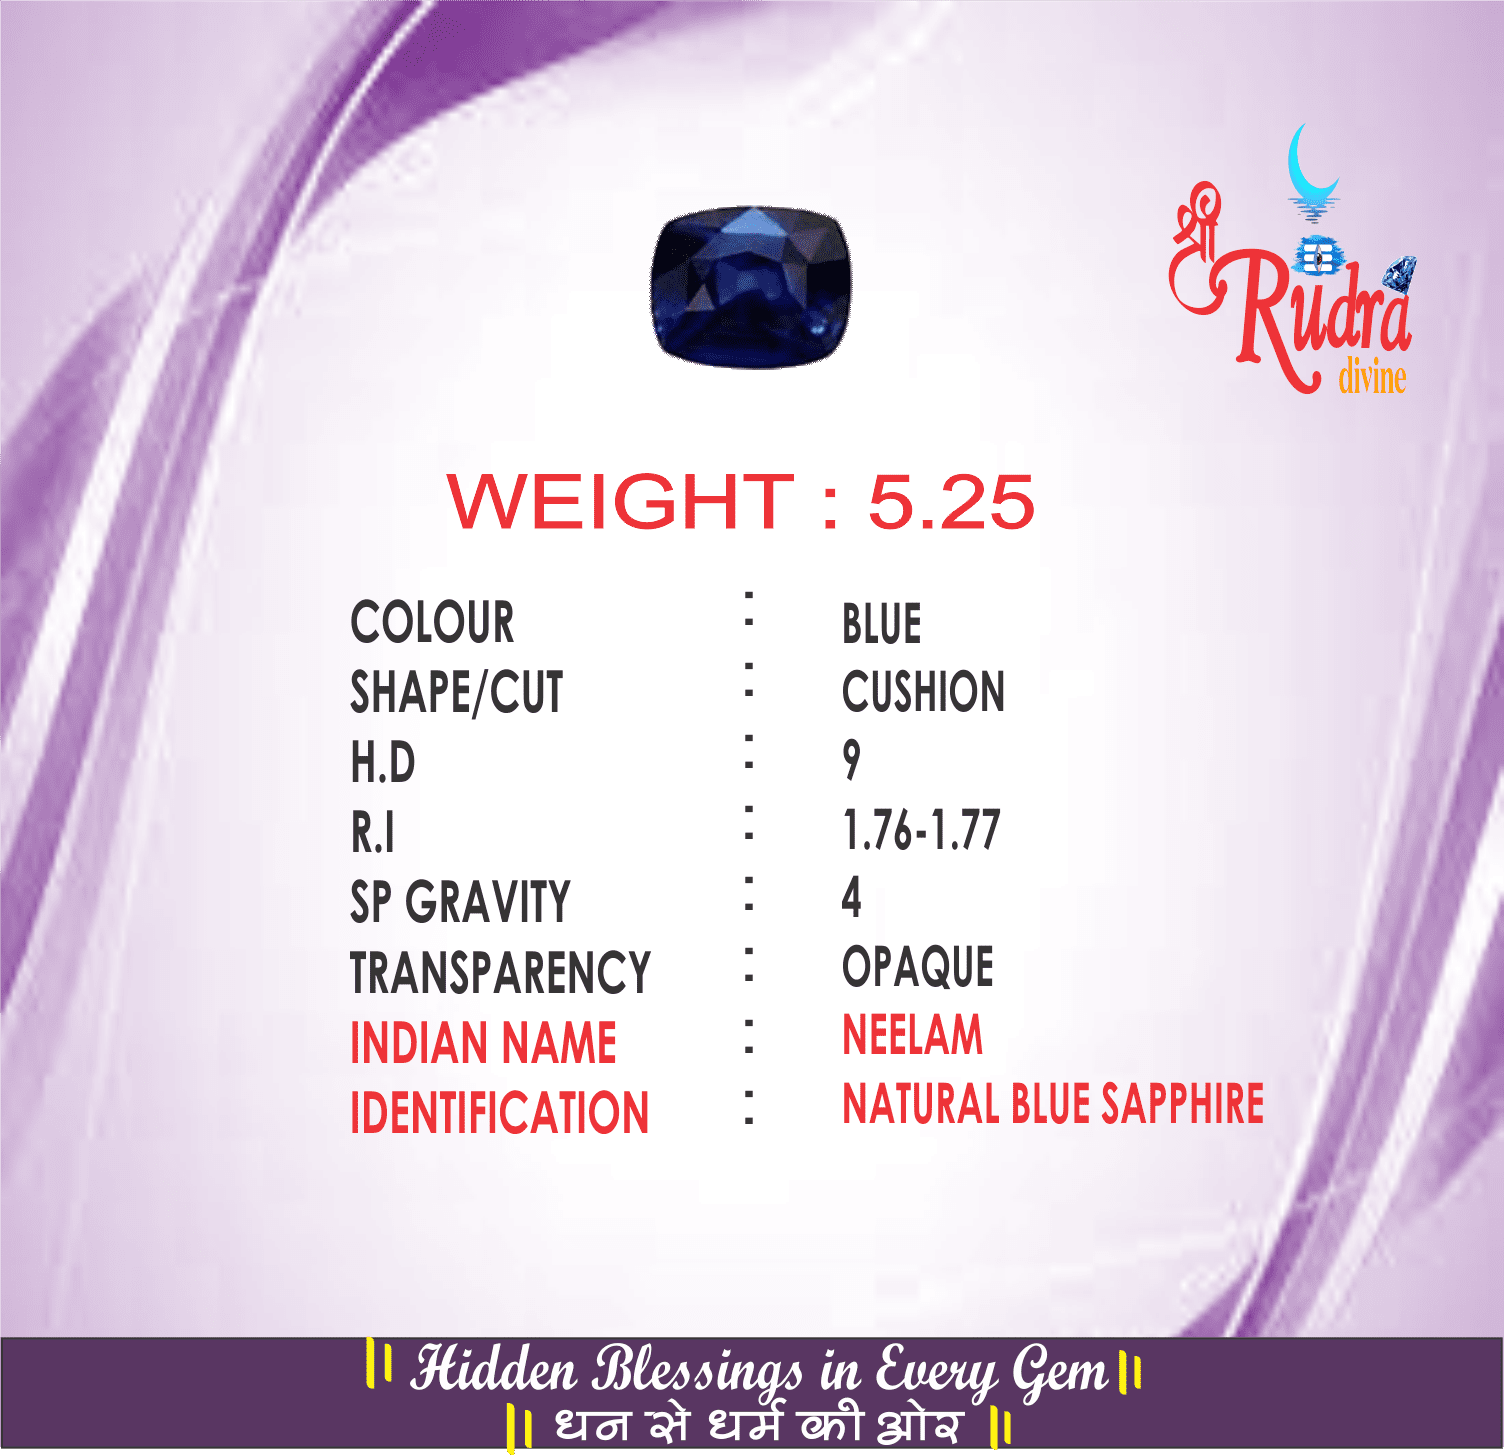 श्री
Rudra
divine
WEIGHT : 5.25
COLOUR : BLUE
SHAPE/CUT : CUSHION
H.D : 9
R.I : 1.76-1.77
SP GRAVITY : 4
TRANSPARENCY : OPAQUE
INDIAN NAME : NEELAM
IDENTIFICATION : NATURAL BLUE SAPPHIRE
|| Hidden Blessings in Every Gem ||
|| धन से धर्म की ओर ||